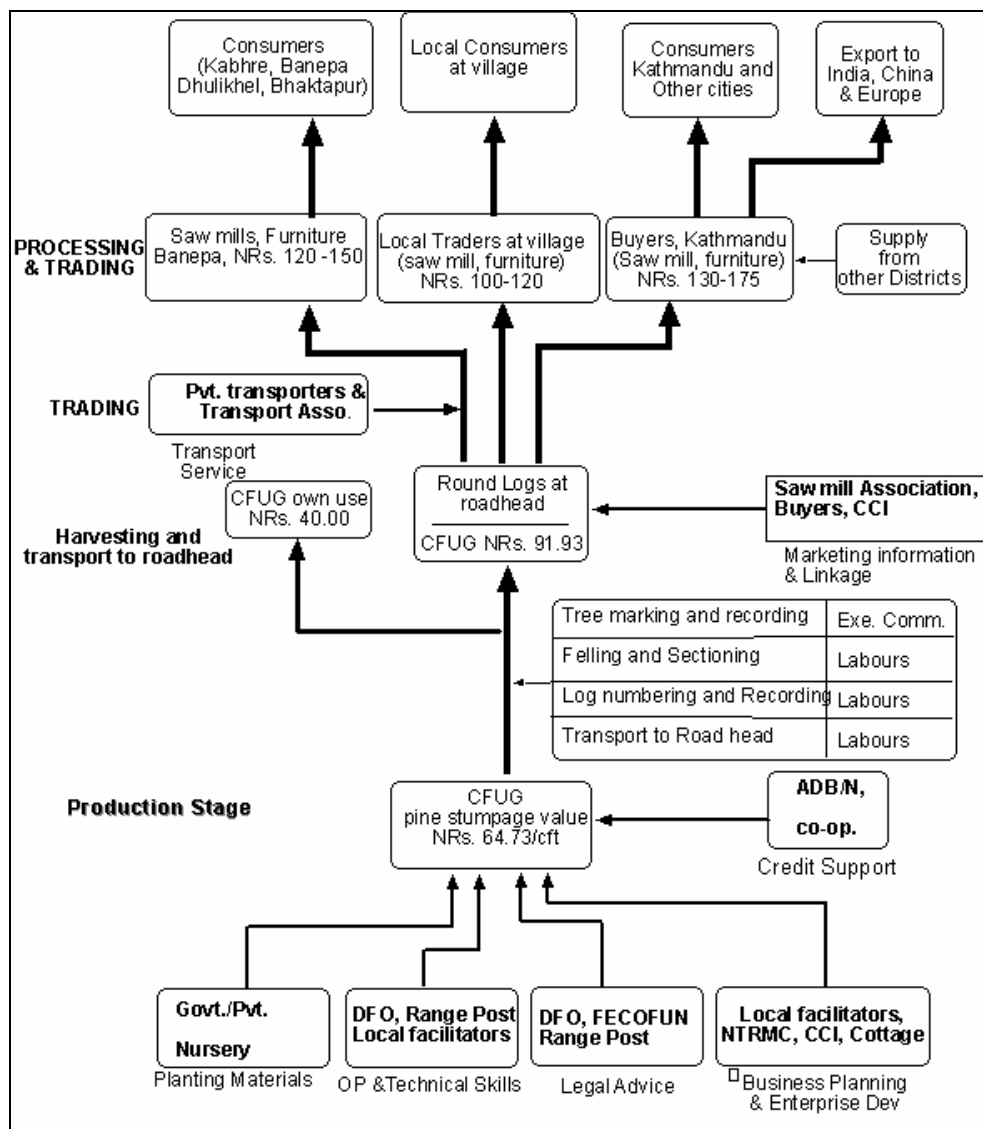 Consumers
(Kabhre, Banepa
Dhulikhel, Bhaktapur)
Local Consumers
at village
Consumers
Kathmandu and
Other cities
Export to
India, China
& Europe
PROCESSING
& TRADING
Saw mills, Furniture
Banepa, NRs. 120 -150
Local Traders at village
(saw mill, furniture)
NRs. 100-120
Buyers, Kathmandu
(Saw mill, furniture)
NRs. 130-175
Supply
from
other Districts
TRADING
Pvt. transporters &
Transport Asso.
Transport
Service
CFUG own use
NRs. 40.00
Harvesting and
transport to roadhead
Round Logs at
roadhead
CFUG NRs. 91.93
Saw mill Association,
Buyers, CCI
Marketing information
& Linkage
Tree marking and recording Exe. Comm.
Felling and Sectioning Labours
Log numbering and Recording Labours
Transport to Road head Labours
Production Stage
CFUG
pine stumpage value
NRs. 64.73/cft
ADB/N,
co-op.
Credit Support
Govt./Pvt.
Nursery
Planting Materials
DFO, Range Post
Local facilitators
OP &Technical Skills
DFO, FECOFUN
Range Post
Legal Advice
Local facilitators,
NTRMC, CCI, Cottage
Business Planning
& Enterprise Dev